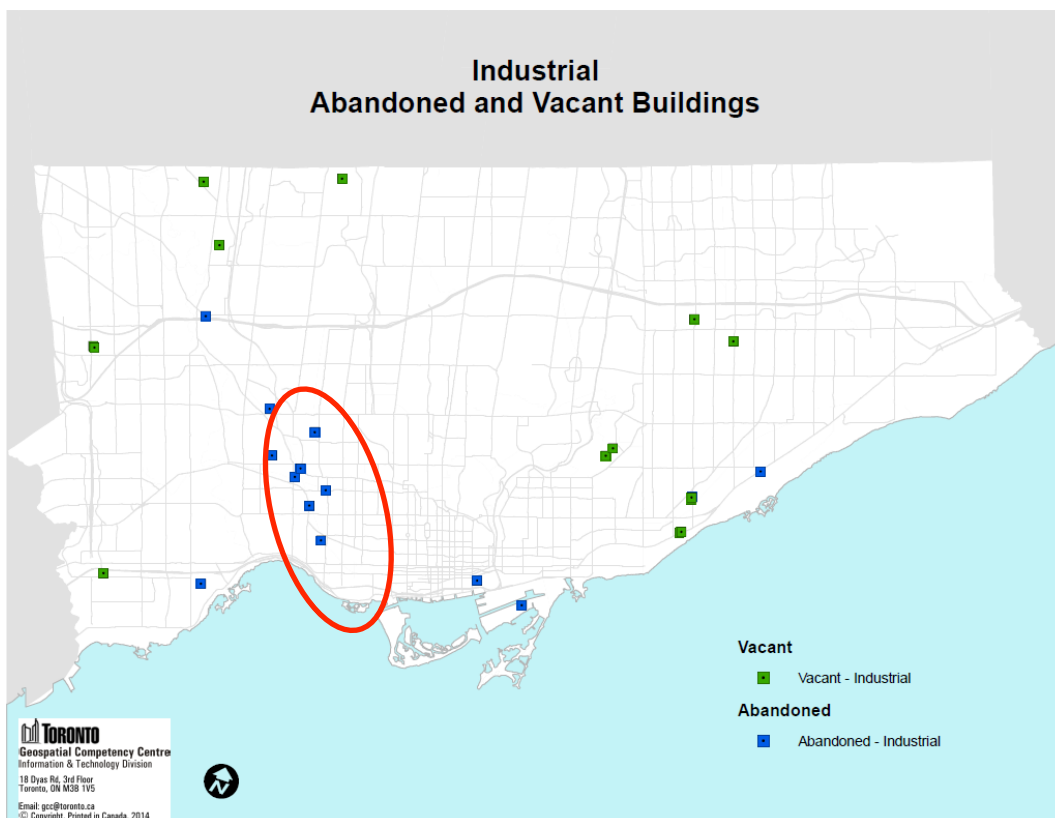 Industrial
Abandoned and Vacant Buildings
Vacant
Vacant - Industrial
Abandoned
Abandoned - Industrial
TORONTO
Geospatial Competency Centre
Information & Technology Division
18 Dyas Rd, 3rd Floor
Toronto, ON M3B 1V5
Email: gcc@toronto.ca
© Copyright, Printed in Canada, 2014
N